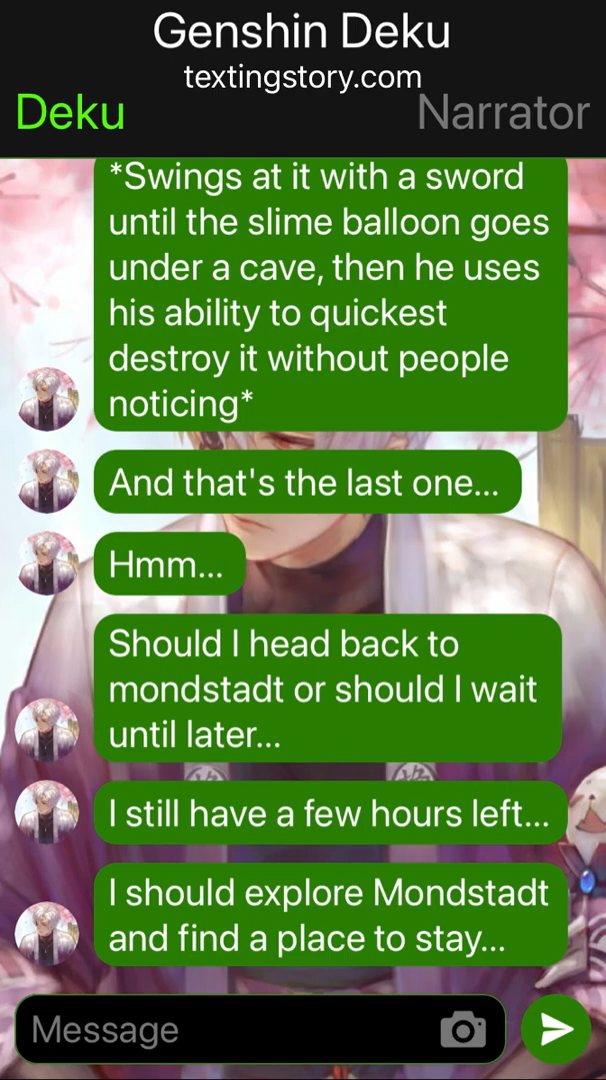 Genshin Deku
textingstory.com
Deku
Narrator
*Swings at it with a sword
until the slime balloon goes
under a cave, then he uses
his ability to quickest
destroy it without people
noticing*
And that's the last one...
Hmm...
Should I head back to
mondstadt or should I wait
until later...
I still have a few hours left...
I should explore Mondstadt
and find a place to stay...
Message